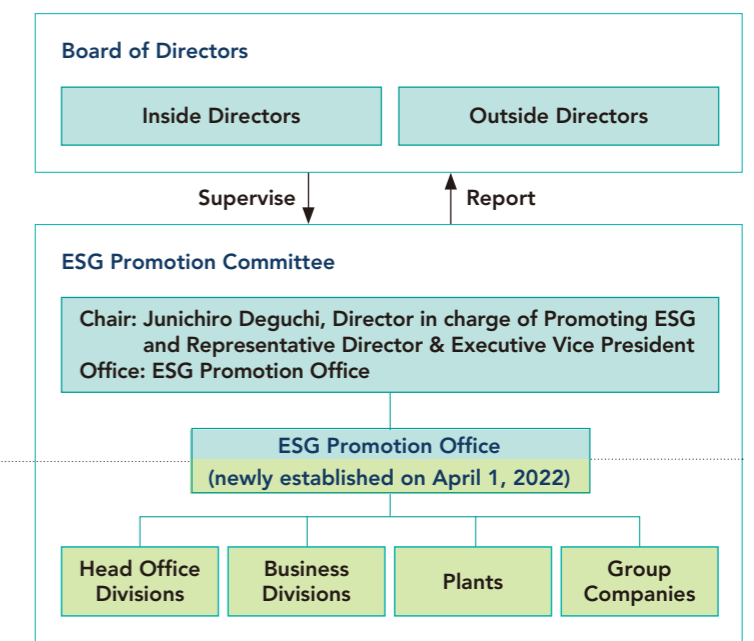 Board of Directors
Inside Directors
Outside Directors
Supervise
Report
ESG Promotion Committee
Chair: Junichiro Deguchi, Director in charge of Promoting ESG
and Representative Director & Executive Vice President
Office: ESG Promotion Office
ESG Promotion Office
(newly established on April 1, 2022)
Head Office
Divisions
Business
Divisions
Plants
Group
Companies